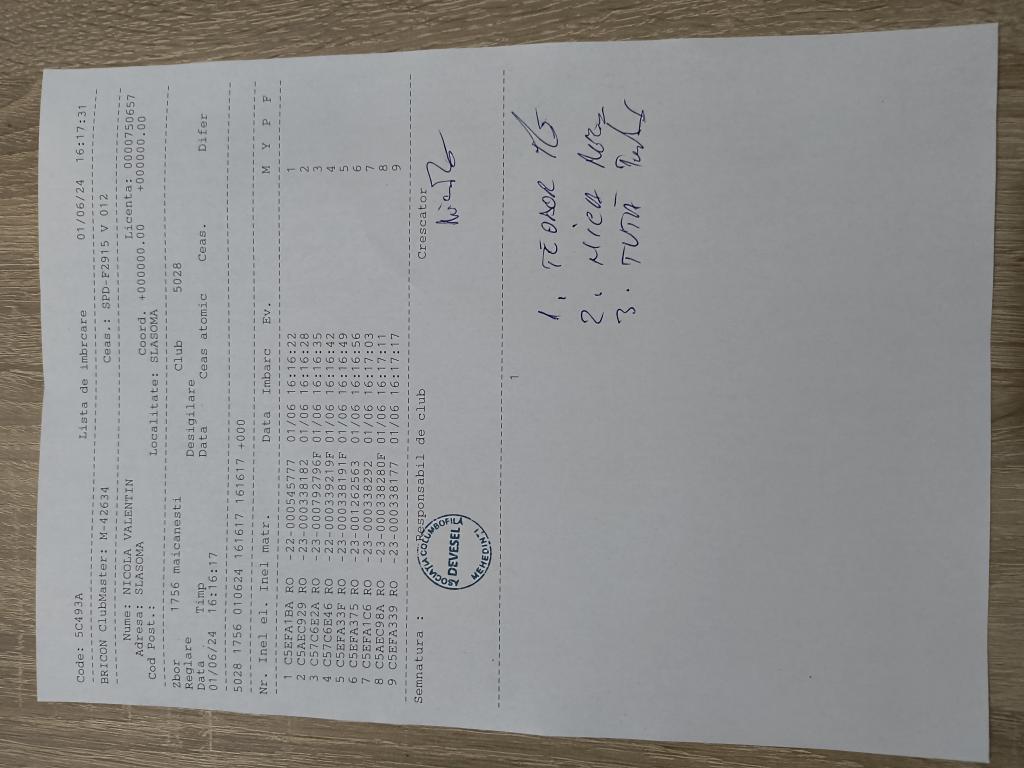 Code: 5C493A Lista de imbrcare 01/06/24 16:17:31
BRICON ClubMaster: M-42634 Ceas.: SPD-F2915 V 012
Nume: NICOLA VALENTIN Licenta: 0000750657
Adresa: SLASOMA Coord. +000000.00 +000000.00
Cod Post.: Localitate: SLASOMA
Zbor 1756 maicanesti Club 5028
Reglare Desigilare
Data Timp Data Ceas atomic Ceas. Difer
01/06/24 16:16:17
5028 1756 010624 161617 161617 +000
Nr. Inel el. Inel matr. Data Imbarc Ev. M Y P F
1 C5EFA1BA RO -22-000545777 01/06 16:16:22 1
2 C5AEC929 RO -23-000338182 01/06 16:16:28 2
3 C57C6E2A RO -23-000792796F 01/06 16:16:35 3
4 C57C6E46 RO -22-000339219F 01/06 16:16:42 4
5 C5EFA33F RO -23-000338191F 01/06 16:16:49 5
6 C5EFA375 RO -23-001262563 01/06 16:16:56 6
7 C5EFA1C6 RO -23-000338292 01/06 16:17:03 7
8 C5AEC98A RO -23-000338280F 01/06 16:17:11 8
9 C5EFA339 RO -23-000338177 01/06 16:17:17 9
Semnatura : Responsabil de club Crescator
ASOCIATIA COLUMBOFILA
DEVESEL
MEHEDINTI
1. TEODOR
2. MICA
3. TUTĂ